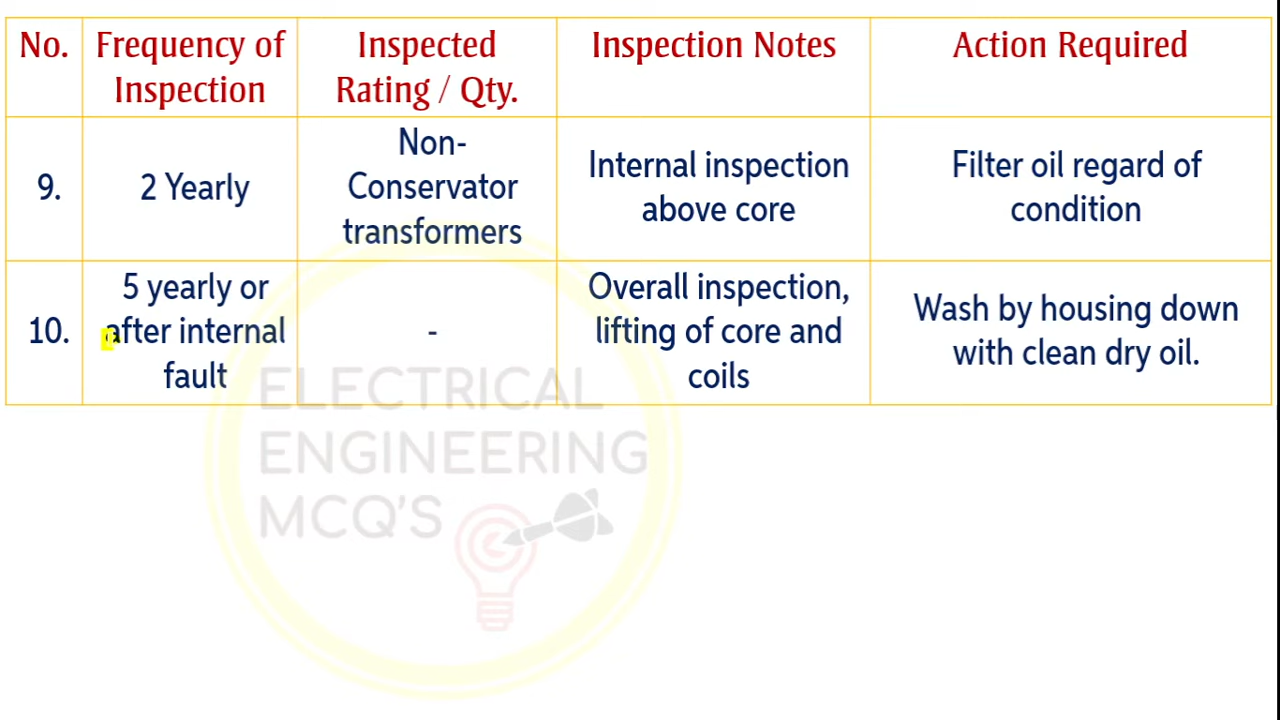 No.
Frequency of
Inspection
Inspected
Rating / Qty.
Inspection Notes
Action Required
9.
2 Yearly
Non-
Conservator
transformers
Internal inspection
above core
Filter oil regard of
condition
10.
5 yearly or
after internal
fault
-
Overall inspection,
lifting of core and
coils
Wash by housing down
with clean dry oil.
ELECTRICAL
ENGINEERING
MCQ'S